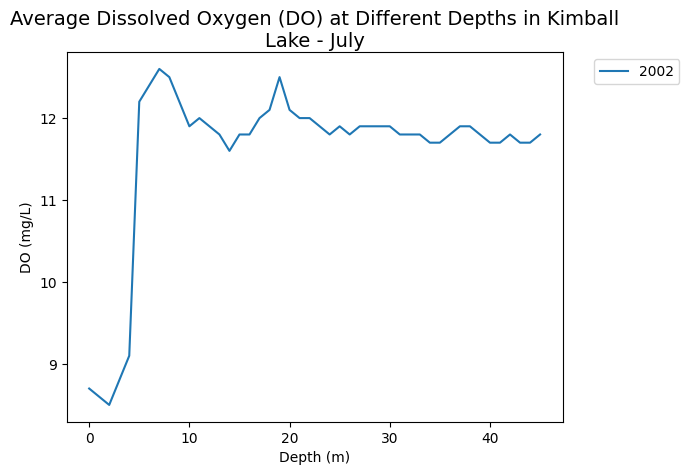 Average Dissolved Oxygen (DO) at Different Depths in Kimball
Lake - July
2002
DO (mg/L)
12
11
10
9
0 10 20 30 40
Depth (m)